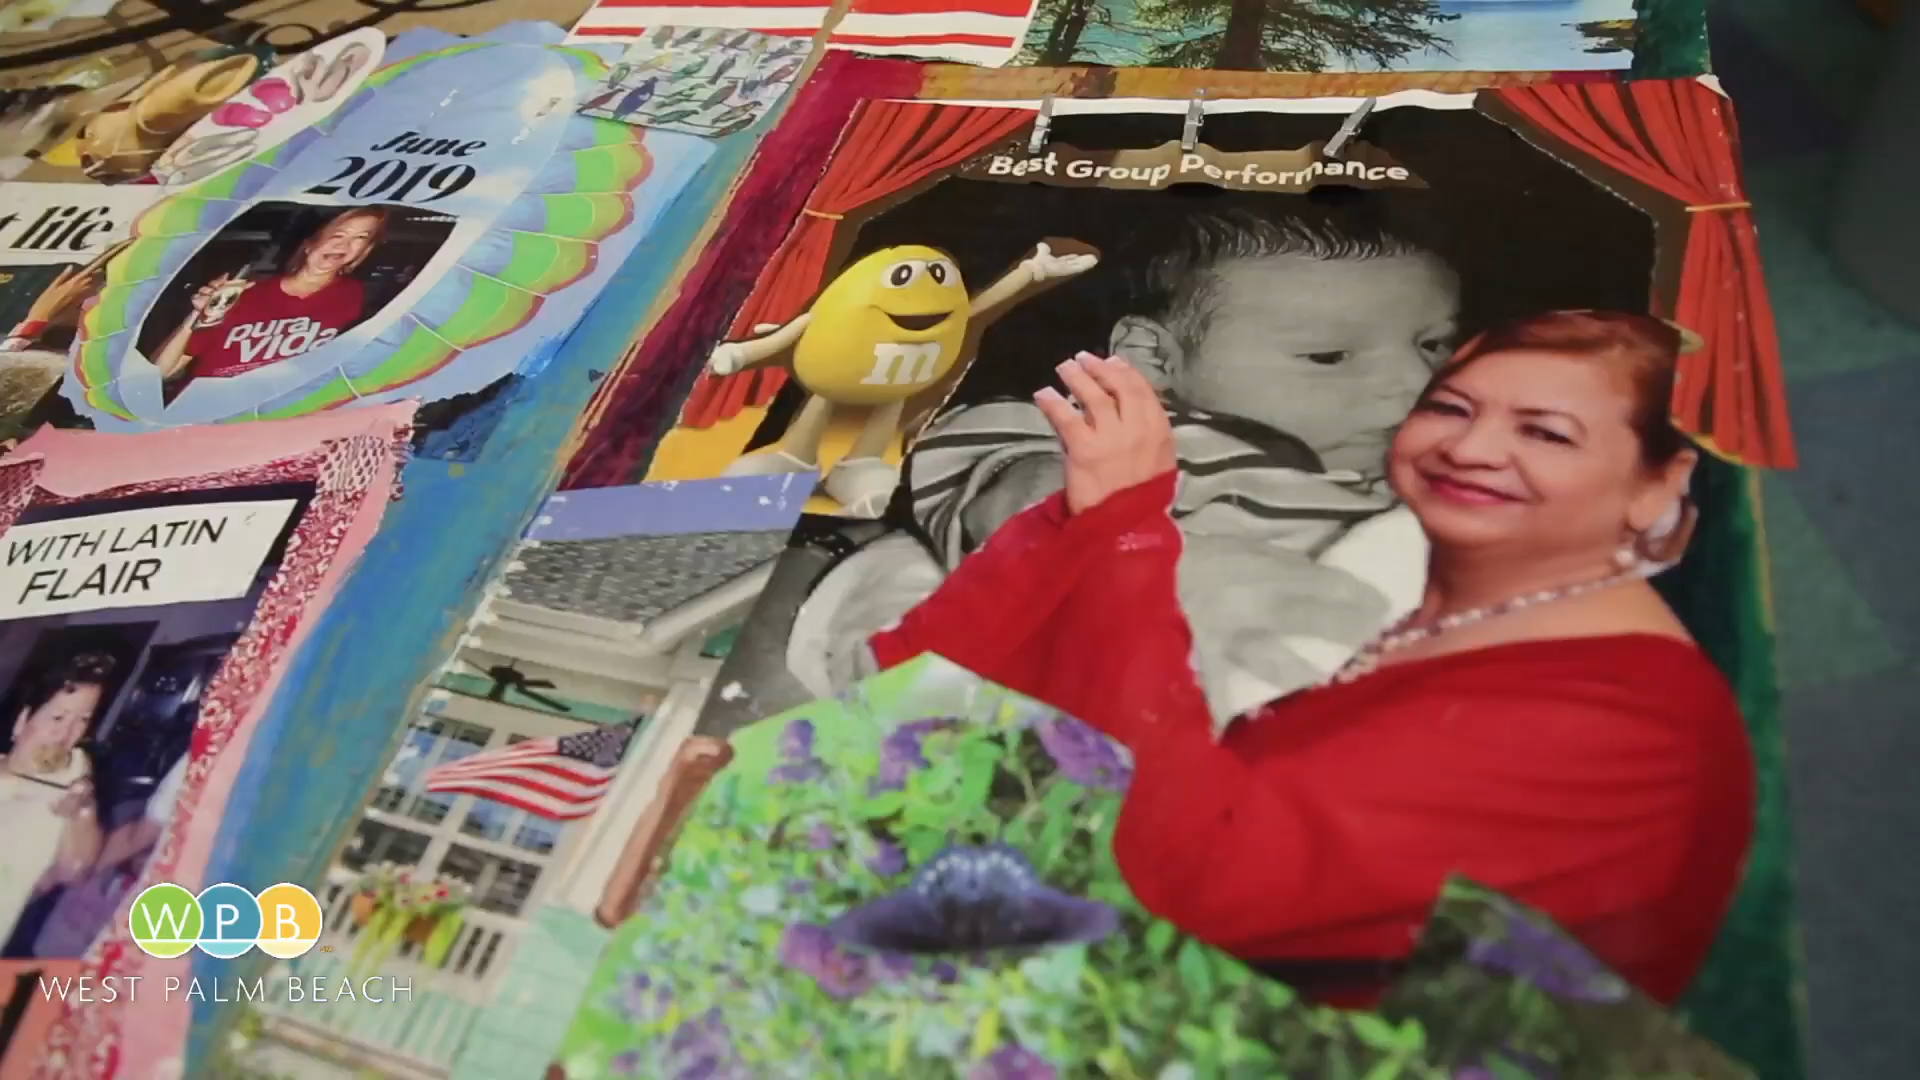 June
2019
t life
pura
vida
Best Group Performance
m
WITH LATIN
FLAIR
WPB
WEST PALM BEACH